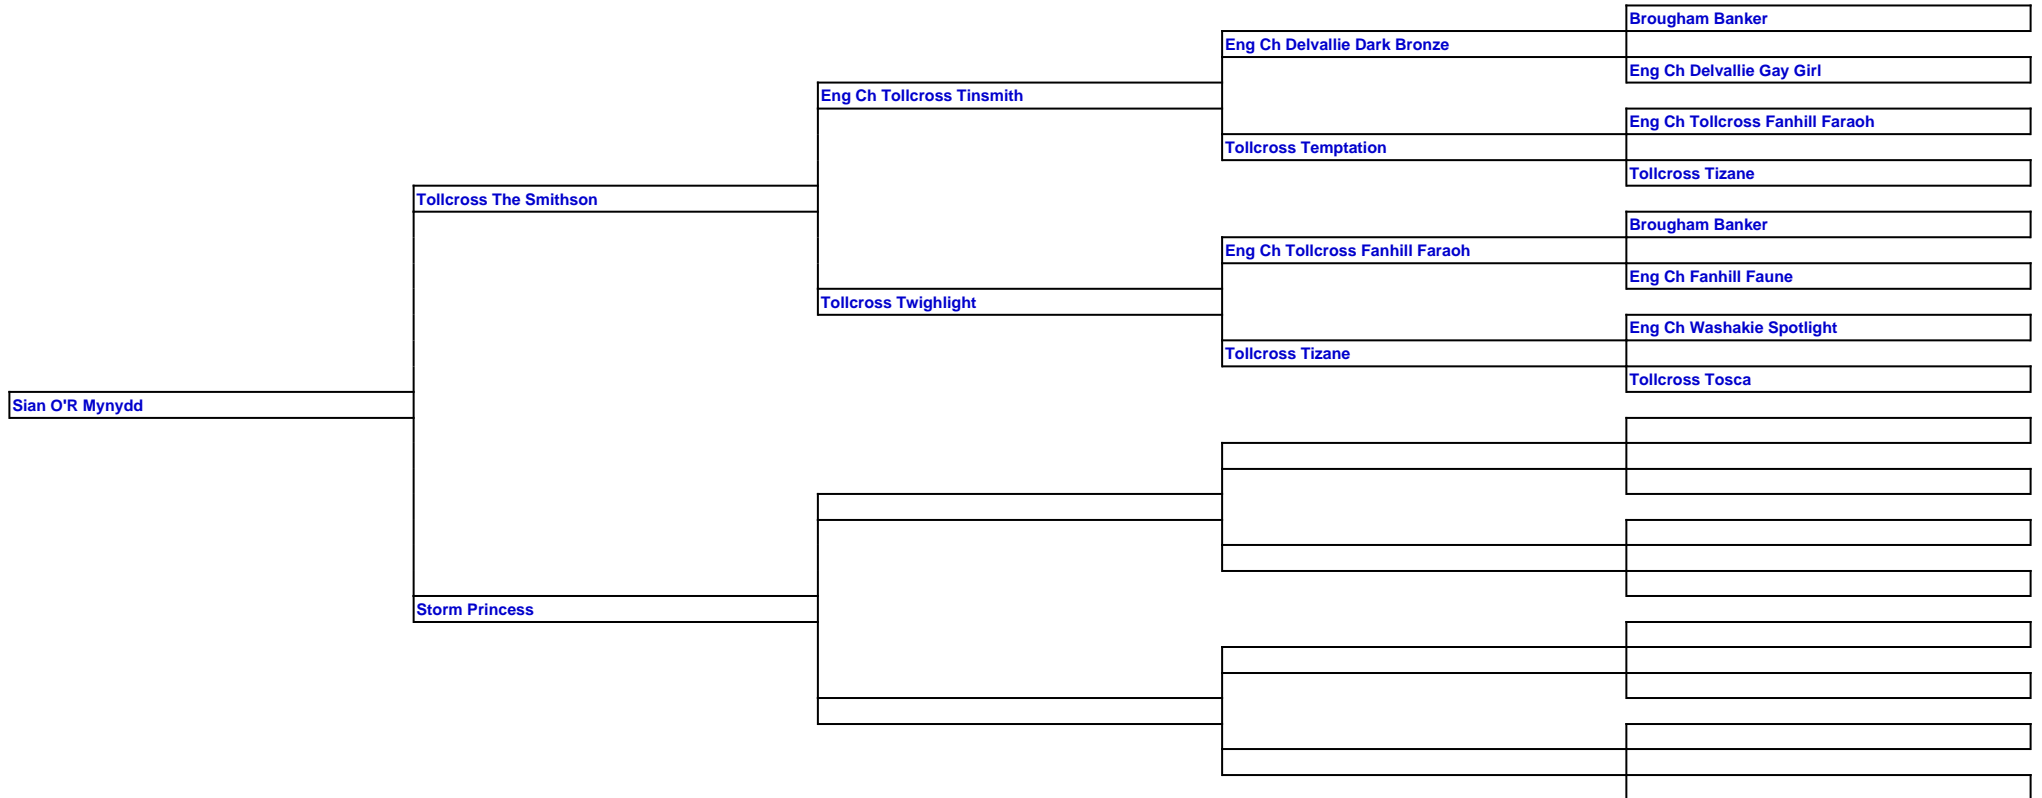 Brougham Banker
Eng Ch Delvallie Dark Bronze
Eng Ch Delvallie Gay Girl
Eng Ch Tollcross Tinsmith
Eng Ch Tollcross Fanhill Faraoh
Tollcross Temptation
Tollcross Tizane
Tollcross The Smithson
Brougham Banker
Eng Ch Tollcross Fanhill Faraoh
Eng Ch Fanhill Faune
Tollcross Twighlight
Eng Ch Washakie Spotlight
Tollcross Tizane
Tollcross Tosca
Sian O'R Mynydd
Storm Princess